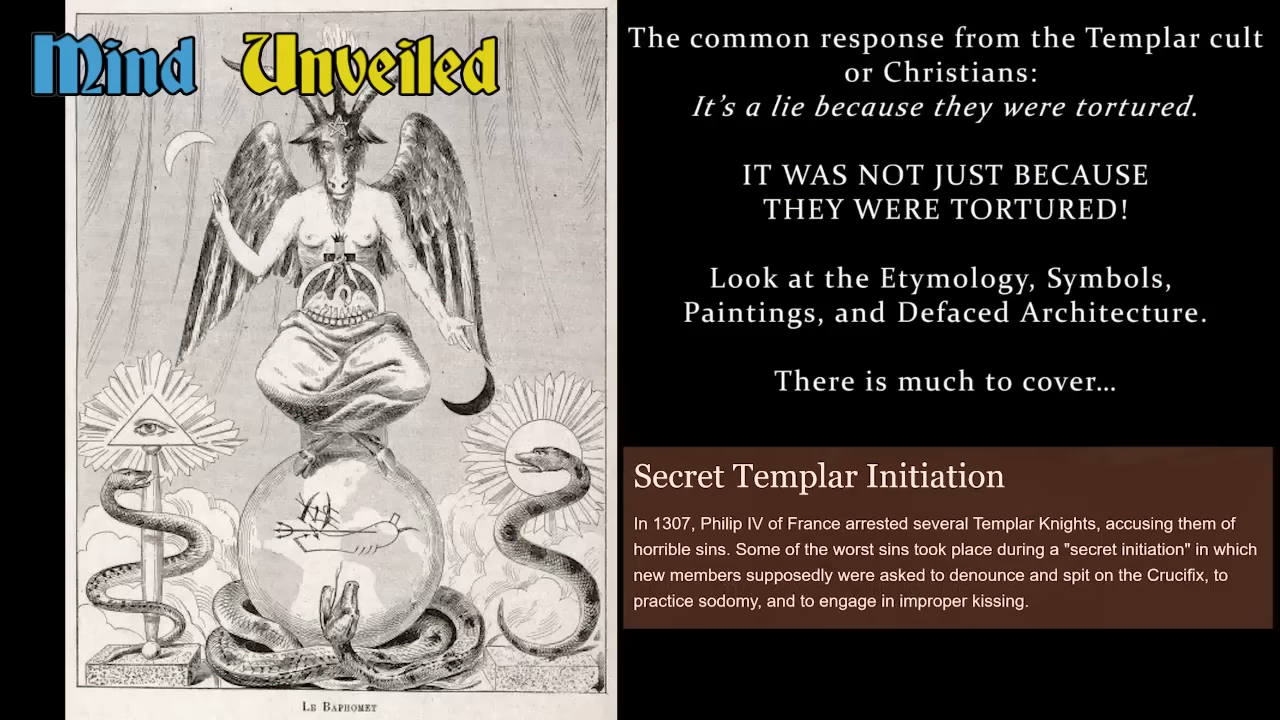 Mind Unveiled
The common response from the Templar cult
or Christians:
It's a lie because they were tortured.
IT WAS NOT JUST BECAUSE
THEY WERE TORTURED!
Look at the Etymology, Symbols,
Paintings, and Defaced Architecture.
There is much to cover...
Secret Templar Initiation
In 1307, Philip IV of France arrested several Templar Knights, accusing them of
horrible sins. Some of the worst sins took place during a "secret initiation" in which
new members supposedly were asked to denounce and spit on the Crucifix, to
practice sodomy, and to engage in improper kissing.
LE BAPHOMET